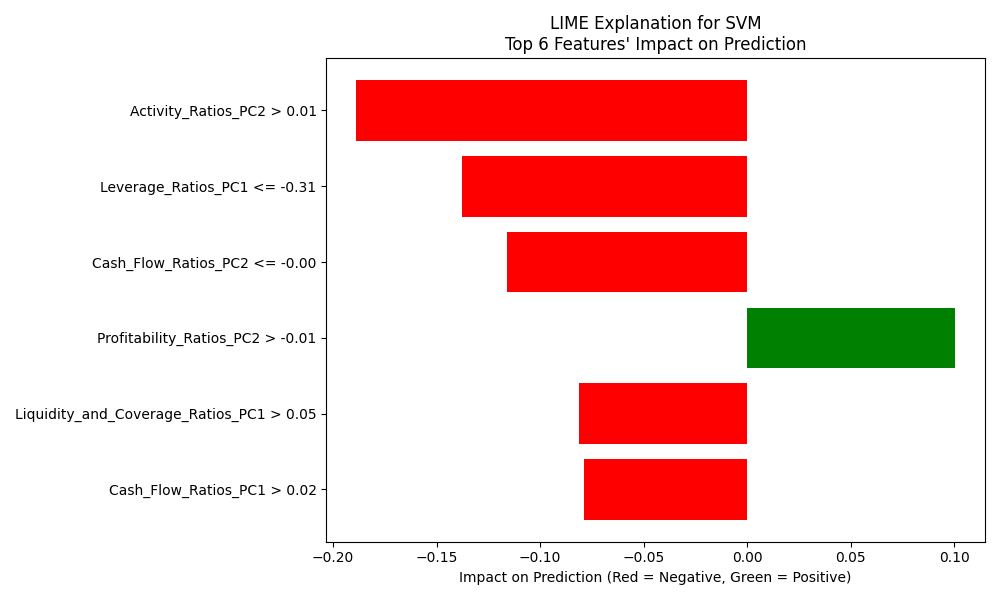 LIME Explanation for SVM
Top 6 Features' Impact on Prediction
Activity_Ratios_PC2 > 0.01
Leverage_Ratios_PC1 <= -0.31
Cash_Flow_Ratios_PC2 <= -0.00
Profitability_Ratios_PC2 > -0.01
Liquidity_and_Coverage_Ratios_PC1 > 0.05
Cash_Flow_Ratios_PC1 > 0.02
−0.20 −0.15 −0.10 −0.05 0.00 0.05 0.10
Impact on Prediction (Red = Negative, Green = Positive)